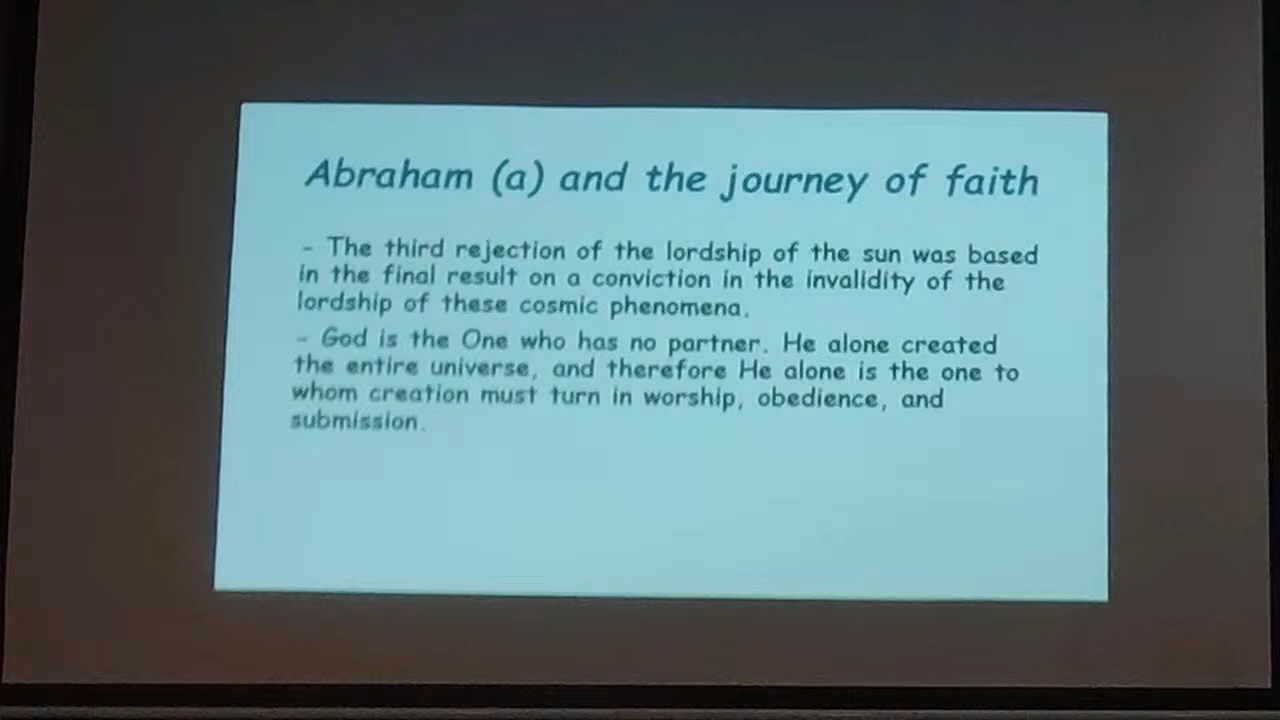 Abraham (a) and the journey of faith
- The third rejection of the lordship of the sun was based
in the final result on a conviction in the invalidity of the
lordship of these cosmic phenomena.
- God is the One who has no partner. He alone created
the entire universe, and therefore He alone is the one to
whom creation must turn in worship, obedience, and
submission.